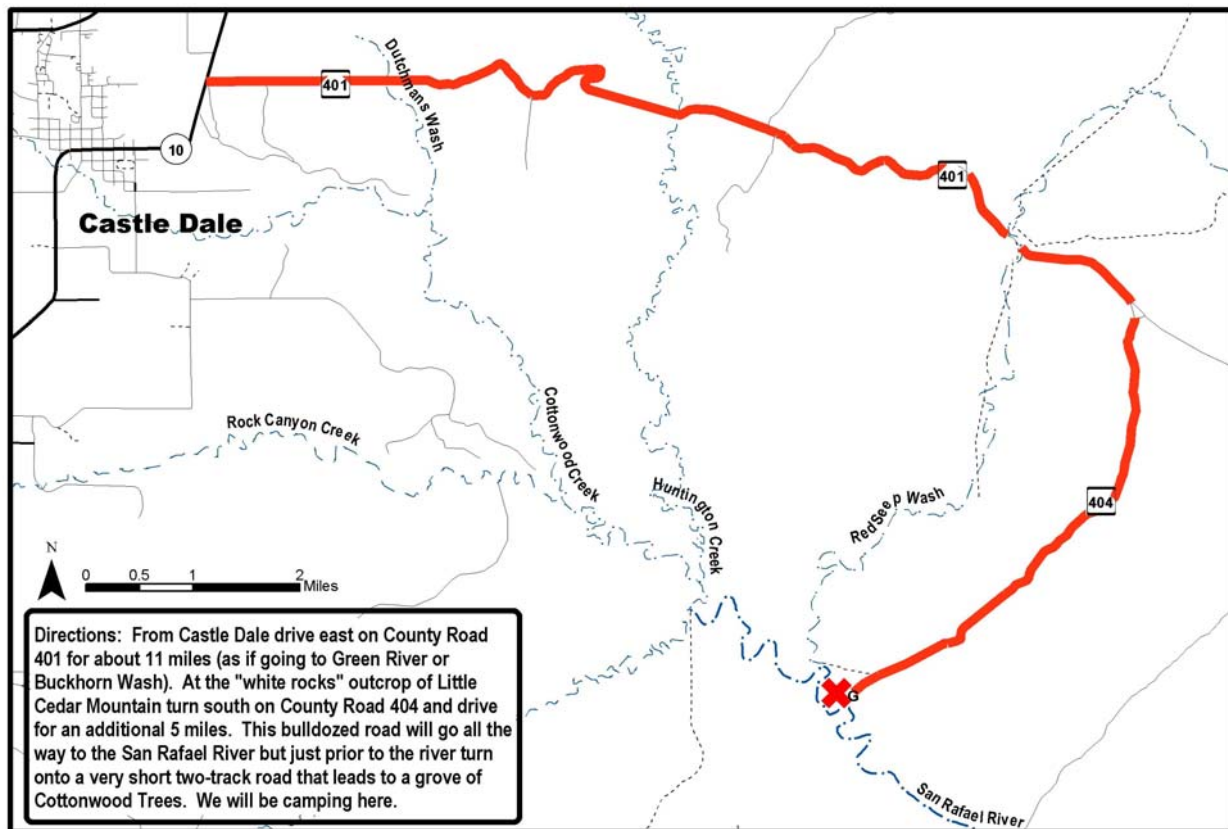 Dutchmans Wash
401
10
401
Castle Dale
Rock Canyon Creek
Cottonwood Creek
Huntington Creek
Red Seep Wash
404
N
0 0.5 1 2
Miles
G
San Rafael River
Directions: From Castle Dale drive east on County Road
401 for about 11 miles (as if going to Green River or
Buckhorn Wash). At the "white rocks" outcrop of Little
Cedar Mountain turn south on County Road 404 and drive
for an additional 5 miles. This bulldozed road will go all the
way to the San Rafael River but just prior to the river turn
onto a very short two-track road that leads to a grove of
Cottonwood Trees. We will be camping here.